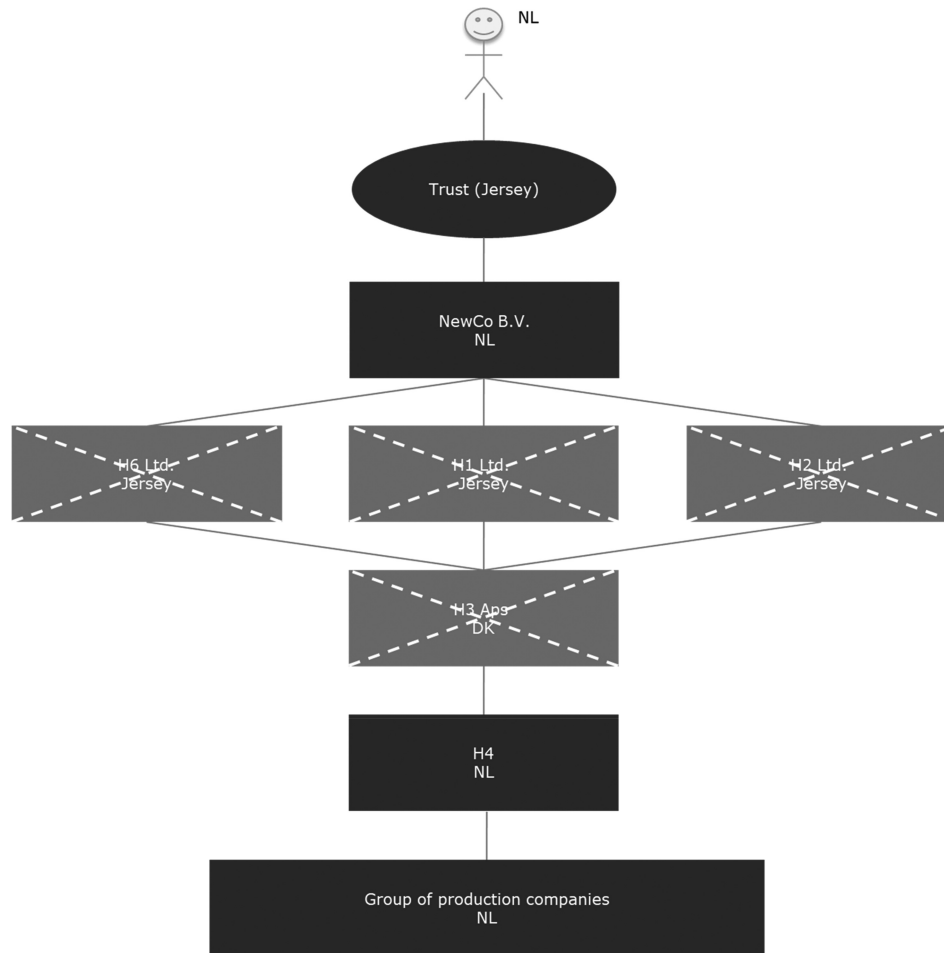 NL
Trust (Jersey)
NewCo B.V.
NL
H6 Ltd.
Jersey
H1 Ltd.
Jersey
H2 Ltd.
Jersey
H3 Aps
DK
H4
NL
Group of production companies
NL